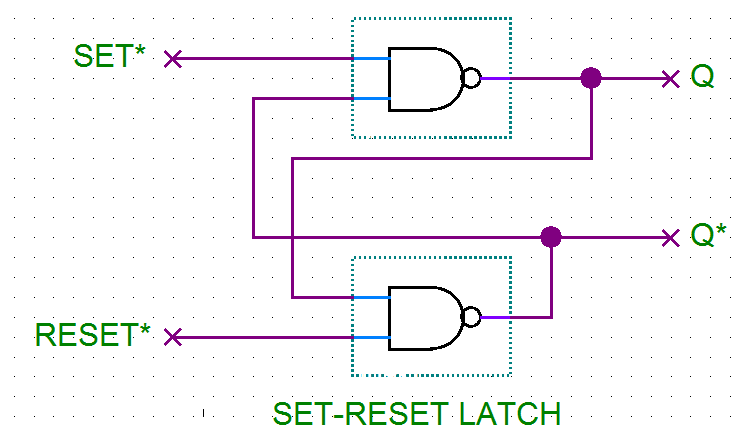 SET*
Q
Q*
RESET*
SET-RESET LATCH